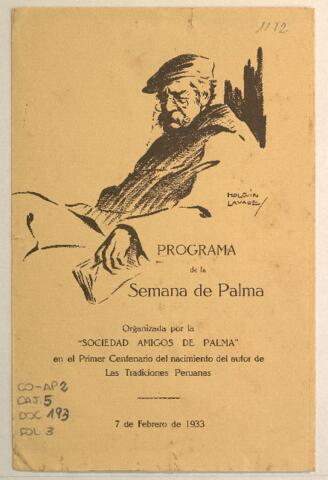 1112
HOLGUIN
LAVALLE
PROGRAMA
de la
Semana de Palma
Organizada por la
"SOCIEDAD AMIGOS DE PALMA"
en el Primer Centenario del nacimiento del autor de
Las Tradiciones Peruanas
7 de Febrero de 1933
CO-AP2
CAJ.5
DOC 193
FOL 3